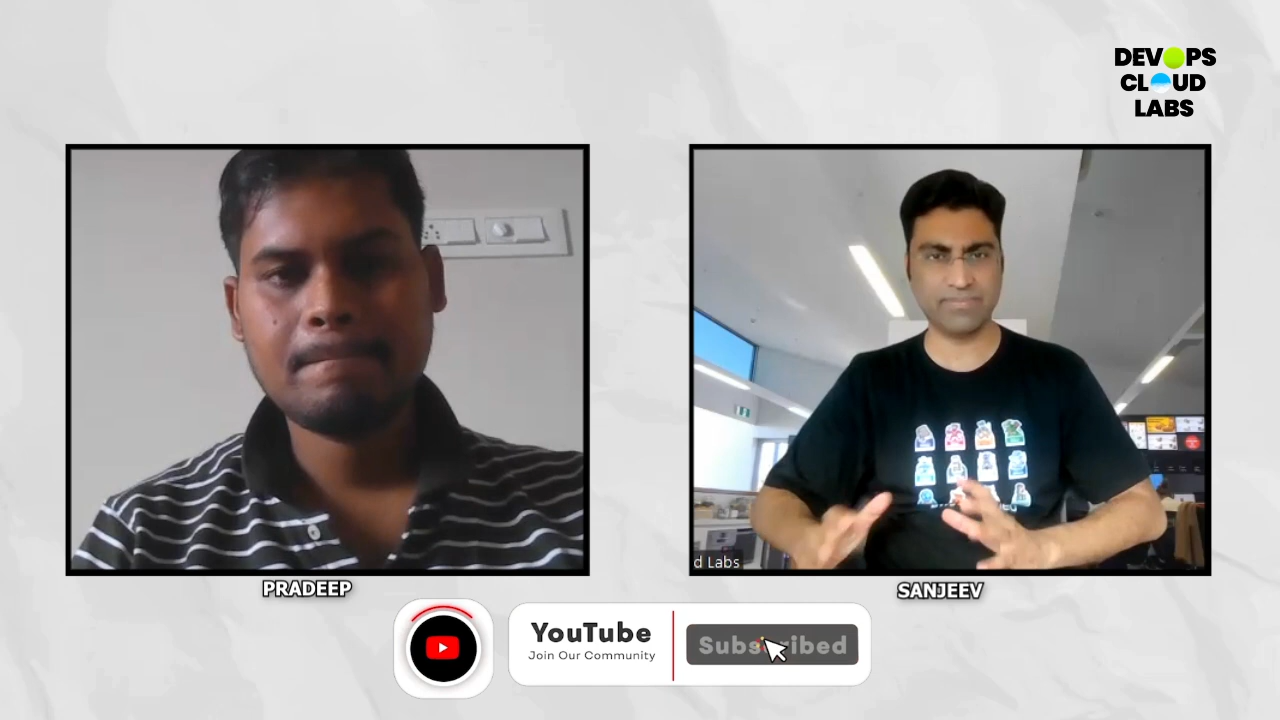 DEVOPS
CLOUD
LABS
d Labs
PRADEEP
SANJEEV
YouTube
Join Our Community
Subscribed